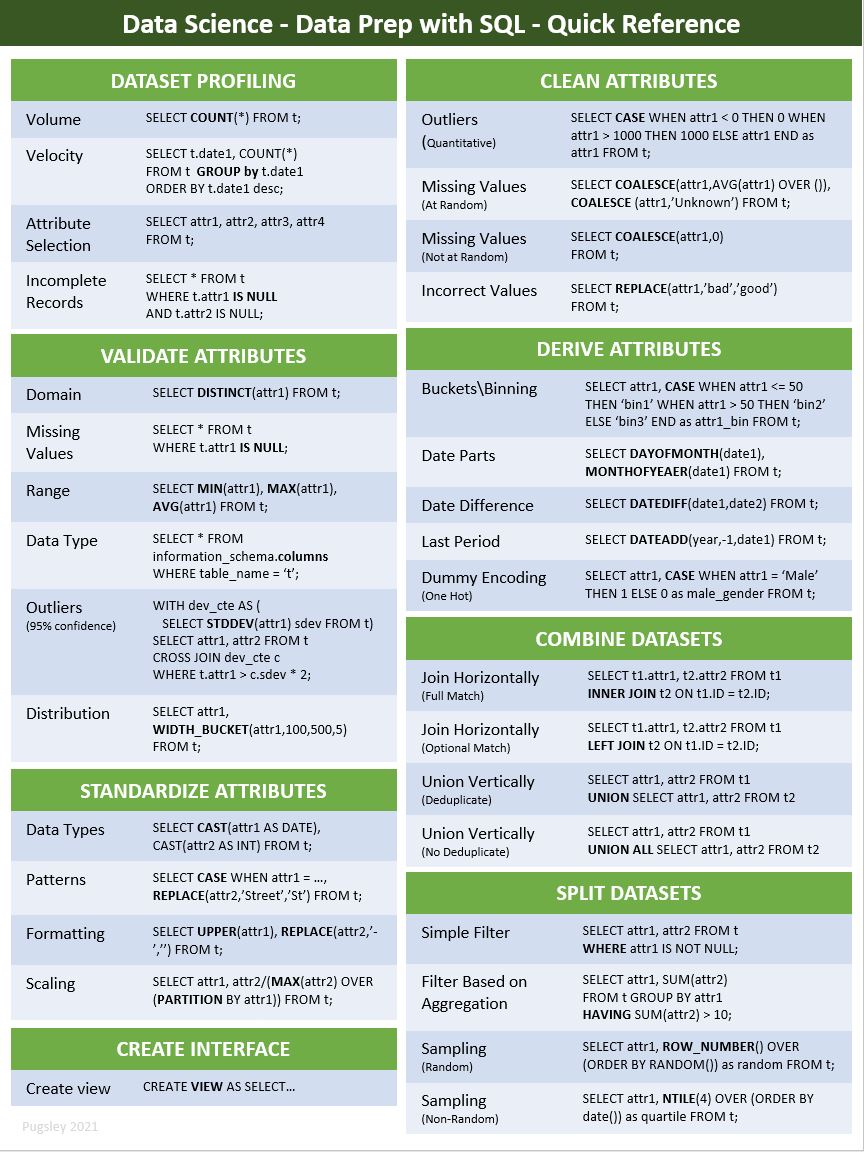 Data Science - Data Prep with SQL - Quick Reference
DATASET PROFILING
Volume
SELECT COUNT(*) FROM t;
Velocity
SELECT t.date1, COUNT(*)
FROM t  GROUP by t.date1
ORDER BY t.date1 desc;
Attribute
Selection
SELECT attr1, attr2, attr3, attr4
FROM t;
Incomplete
Records
SELECT * FROM t
WHERE t.attr1 IS NULL
AND t.attr2 IS NULL;
VALIDATE ATTRIBUTES
Domain
SELECT DISTINCT(attr1) FROM t;
Missing
Values
SELECT * FROM t
WHERE t.attr1 IS NULL;
Range
SELECT MIN(attr1), MAX(attr1),
AVG(attr1) FROM t;
Data Type
SELECT * FROM
information_schema.columns
WHERE table_name = ‘t’;
Outliers
(95% confidence)
WITH dev_cte AS (
SELECT STDDEV(attr1) sdev FROM t)
SELECT attr1, attr2 FROM t
CROSS JOIN dev_cte c
WHERE t.attr1 > c.sdev * 2;
Distribution
SELECT attr1,
WIDTH_BUCKET(attr1,100,500,5)
FROM t;
STANDARDIZE ATTRIBUTES
Data Types
SELECT CAST(attr1 AS DATE),
CAST(attr2 AS INT) FROM t;
Patterns
SELECT CASE WHEN attr1 = …,
REPLACE(attr2,’Street’,’St’) FROM t;
Formatting
SELECT UPPER(attr1), REPLACE(attr2,’-
’,’’) FROM t;
Scaling
SELECT attr1, attr2/(MAX(attr2) OVER
(PARTITION BY attr1)) FROM t;
CREATE INTERFACE
Create view
CREATE VIEW AS SELECT…
Pugsley 2021
CLEAN ATTRIBUTES
Outliers
(Quantitative)
SELECT CASE WHEN attr1 < 0 THEN 0 WHEN
attr1 > 1000 THEN 1000 ELSE attr1 END as
attr1 FROM t;
Missing Values
(At Random)
SELECT COALESCE(attr1,AVG(attr1) OVER ()),
COALESCE (attr1,’Unknown’) FROM t;
Missing Values
(Not at Random)
SELECT COALESCE(attr1,0)
FROM t;
Incorrect Values
SELECT REPLACE(attr1,’bad’,’good’)
FROM t;
DERIVE ATTRIBUTES
Buckets\Binning
SELECT attr1, CASE WHEN attr1 <= 50
THEN ‘bin1’ WHEN attr1 > 50 THEN ‘bin2’
ELSE ‘bin3’ END as attr1_bin FROM t;
Date Parts
SELECT DAYOFMONTH(date1),
MONTHOFYEAER(date1) FROM t;
Date Difference
SELECT DATEDIFF(date1,date2) FROM t;
Last Period
SELECT DATEADD(year,-1,date1) FROM t;
Dummy Encoding
(One Hot)
SELECT attr1, CASE WHEN attr1 = ‘Male’
THEN 1 ELSE 0 as male_gender FROM t;
COMBINE DATASETS
Join Horizontally
(Full Match)
SELECT t1.attr1, t2.attr2 FROM t1
INNER JOIN t2 ON t1.ID = t2.ID;
Join Horizontally
(Optional Match)
SELECT t1.attr1, t2.attr2 FROM t1
LEFT JOIN t2 ON t1.ID = t2.ID;
Union Vertically
(Deduplicate)
SELECT attr1, attr2 FROM t1
UNION SELECT attr1, attr2 FROM t2
Union Vertically
(No Deduplicate)
SELECT attr1, attr2 FROM t1
UNION ALL SELECT attr1, attr2 FROM t2
SPLIT DATASETS
Simple Filter
SELECT attr1, attr2 FROM t
WHERE attr1 IS NOT NULL;
Filter Based on
Aggregation
SELECT attr1, SUM(attr2)
FROM t GROUP BY attr1
HAVING SUM(attr2) > 10;
Sampling
(Random)
SELECT attr1, ROW_NUMBER() OVER
(ORDER BY RANDOM()) as random FROM t;
Sampling
(Non-Random)
SELECT attr1, NTILE(4) OVER (ORDER BY
date()) as quartile FROM t;